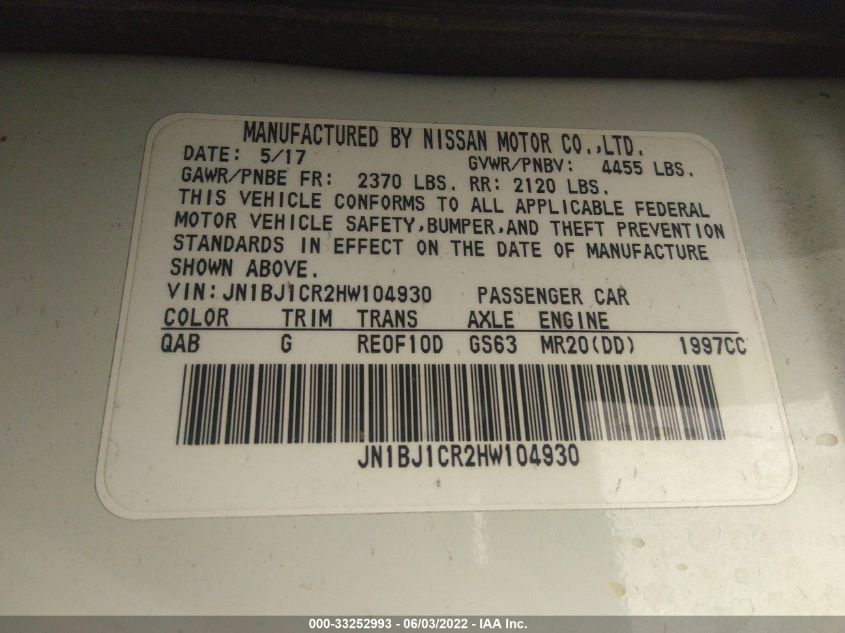 MANUFACTURED BY NISSAN MOTOR CO.,LTD.
DATE: 5/17 GVWR/PNBV: 4455 LBS.
GAWR/PNBE FR: 2370 LBS. RR: 2120 LBS.
THIS VEHICLE CONFORMS TO ALL APPLICABLE FEDERAL
MOTOR VEHICLE SAFETY,BUMPER,AND THEFT PREVENTION
STANDARDS IN EFFECT ON THE DATE OF MANUFACTURE
SHOWN ABOVE.
VIN:JN1BJ1CR2HW104930 PASSENGER CAR
COLOR TRIM TRANS AXLE ENGINE
QAB G RE0F10D GS63 MR20(DD) 1997CC
JN1BJ1CR2HW104930
000-33252993 - 06/03/2022 - IAA Inc.